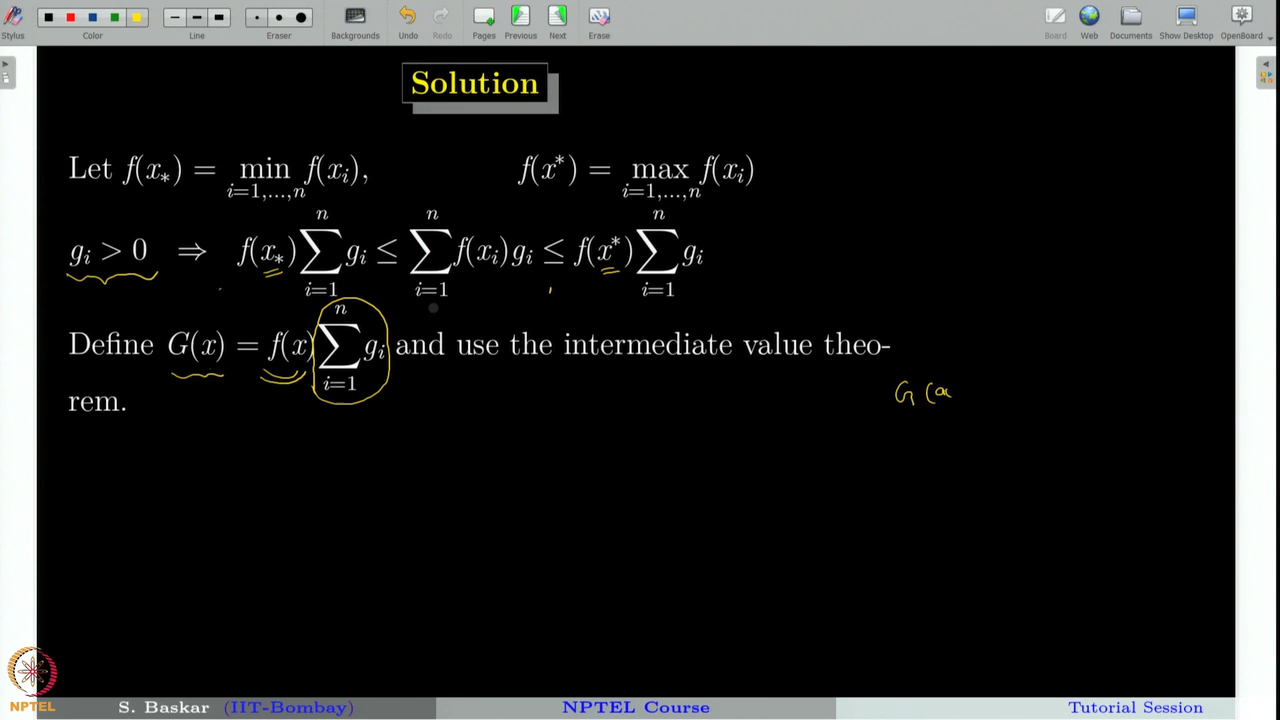 Stylus Color Line Eraser Backgrounds Undo Redo Pages Previous Next Erase Board Web Documents Show Desktop OpenBoard
Solution
Let f(x_*) = min_{i=1,...,n} f(x_i), f(x^*) = max_{i=1,...,n} f(x_i)
g_i > 0 ⇒ f(x_*) ∑_{i=1}^{n} g_i ≤ ∑_{i=1}^{n} f(x_i) g_i ≤ f(x^*) ∑_{i=1}^{n} g_i
Define G(x) = f(x) ∑_{i=1}^{n} g_i and use the intermediate value theo-
rem.
G(x
NPTEL
S. Baskar (IIT-Bombay) NPTEL Course Tutorial Session